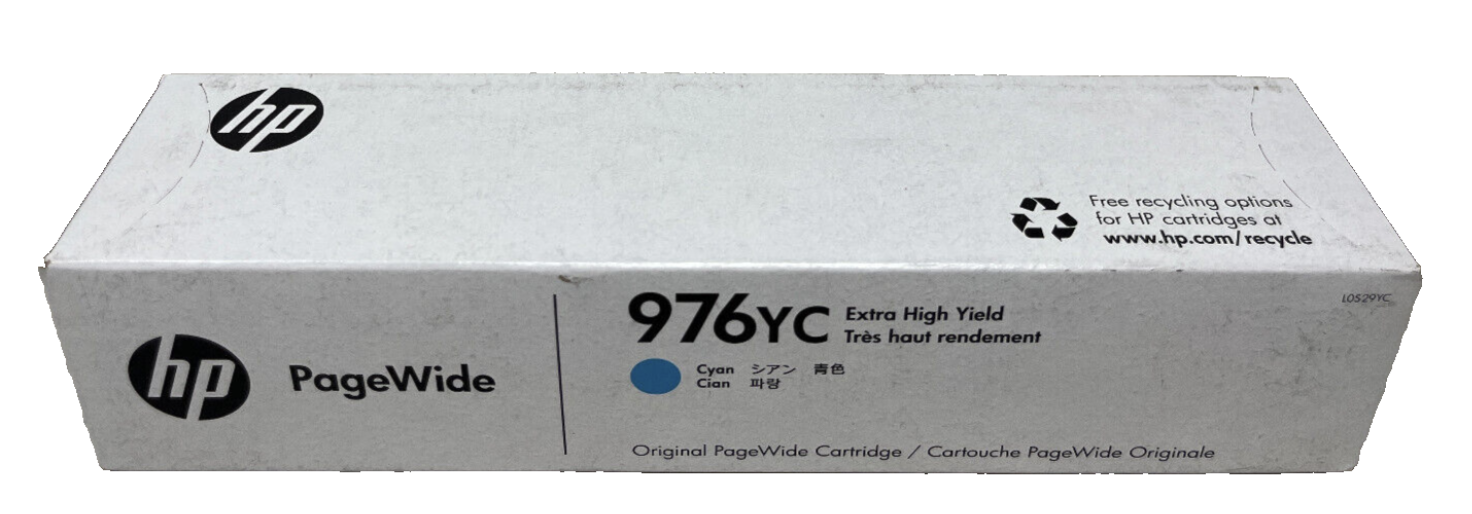 hp
Free recycling options
for HP cartridges at
www.hp.com/recycle
hp
PageWide
976YC
Extra High Yield
Très haut rendement
Cyan シアン 青色
Cian 파랑
L0S29YC
Original PageWide Cartridge / Cartouche PageWide Originale